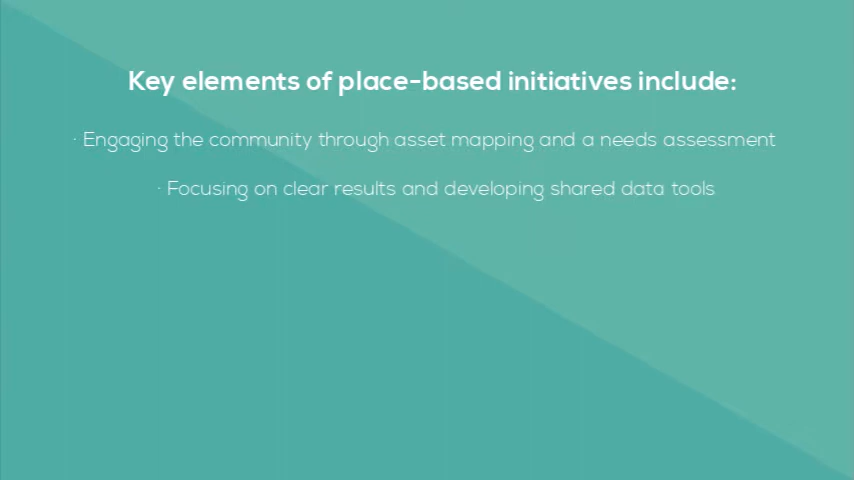 Key elements of place-based initiatives include:
· Engaging the community through asset mapping and a needs assessment
· Focusing on clear results and developing shared data tools